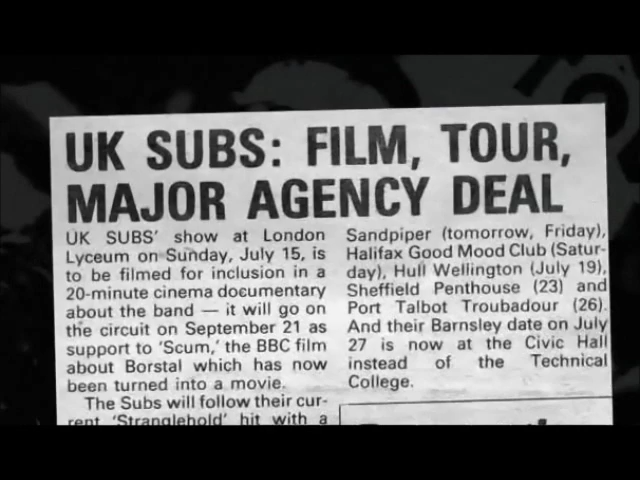 UK SUBS: FILM, TOUR,
MAJOR AGENCY DEAL
UK SUBS' show at London
Lyceum on Sunday, July 15, is
to be filmed for inclusion in a
20-minute cinema documentary
about the band — it will go on
the circuit on September 21 as
support to 'Scum,' the BBC film
about Borstal which has now
been turned into a movie.
The Subs will follow their cur-
rent 'Stranglehold' hit with a
Sandpiper (tomorrow, Friday),
Halifax Good Mood Club (Satur-
day), Hull Wellington (July 19),
Sheffield Penthouse (23) and
Port Talbot Troubadour (26).
And their Barnsley date on July
27 is now at the Civic Hall
instead of the Technical
College.